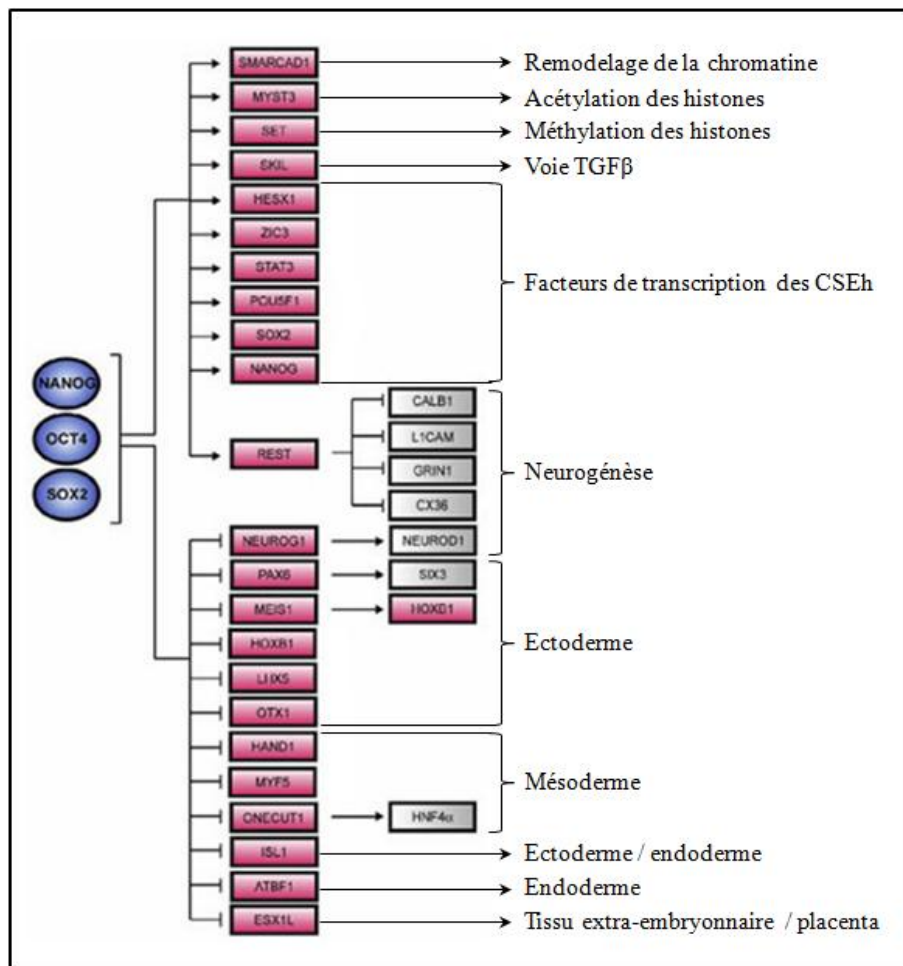 SMARCAD1 Remodelage de la chromatine
MYST3 Acétylation des histones
SET Méthylation des histones
SKIL Voie TGFβ
HESX1
ZIC3
STAT3
Facteurs de transcription des CSEh
POU5F1
SOX2
NANOG
NANOG
OCT4
SOX2
CALB1
L1CAM
REST
GRIN1
Neurogénèse
CX36
NEUROG1 NEUROD1
PAX6 SIX3
MEIS1 HOXB1
HOXB1
Ectoderme
LHX5
OTX1
HAND1
MYF5
Mésoderme
ONECUT1 HNF4α
ISL1 Ectoderme / endoderme
ATBF1 Endoderme
ESX1L Tissu extra-embryonnaire / placenta